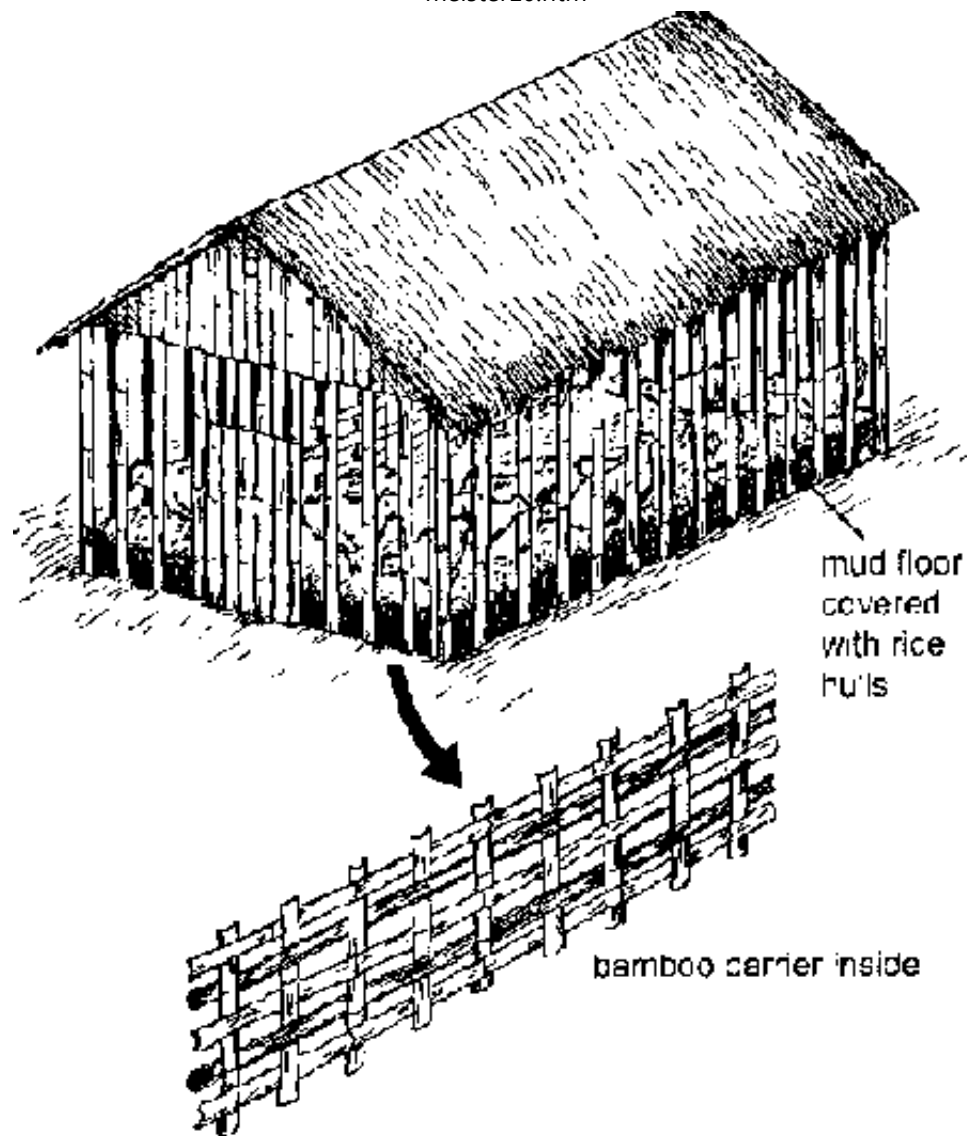 mud floor
covered
with rice
hulls
bamboo carrier inside